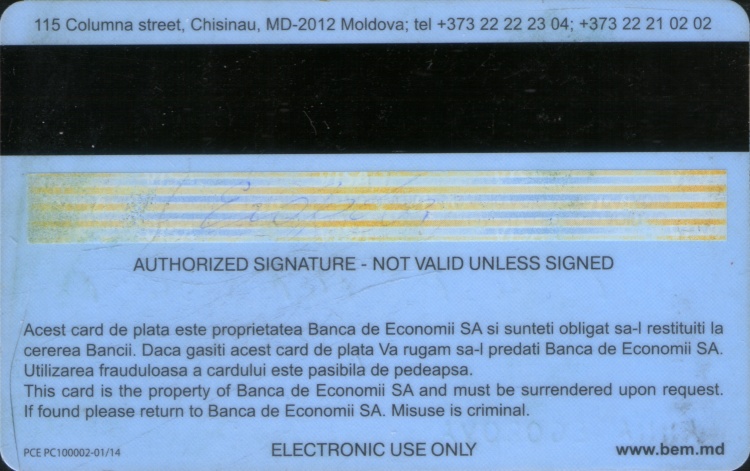 115 Columna street, Chisinau, MD-2012 Moldova; tel +373 22 22 23 04; +373 22 21 02 02
AUTHORIZED SIGNATURE - NOT VALID UNLESS SIGNED
Acest card de plata este proprietatea Banca de Economii SA si sunteti obligat sa-l restituiti la
cererea Bancii. Daca gasiti acest card de plata Va rugam sa-l predati Banca de Economii SA.
Utilizarea frauduloasa a cardului este pasibila de pedeapsa.
This card is the property of Banca de Economii SA and must be surrendered upon request.
If found please return to Banca de Economii SA. Misuse is criminal.
PCE PC100002-01/14
ELECTRONIC USE ONLY
www.bem.md